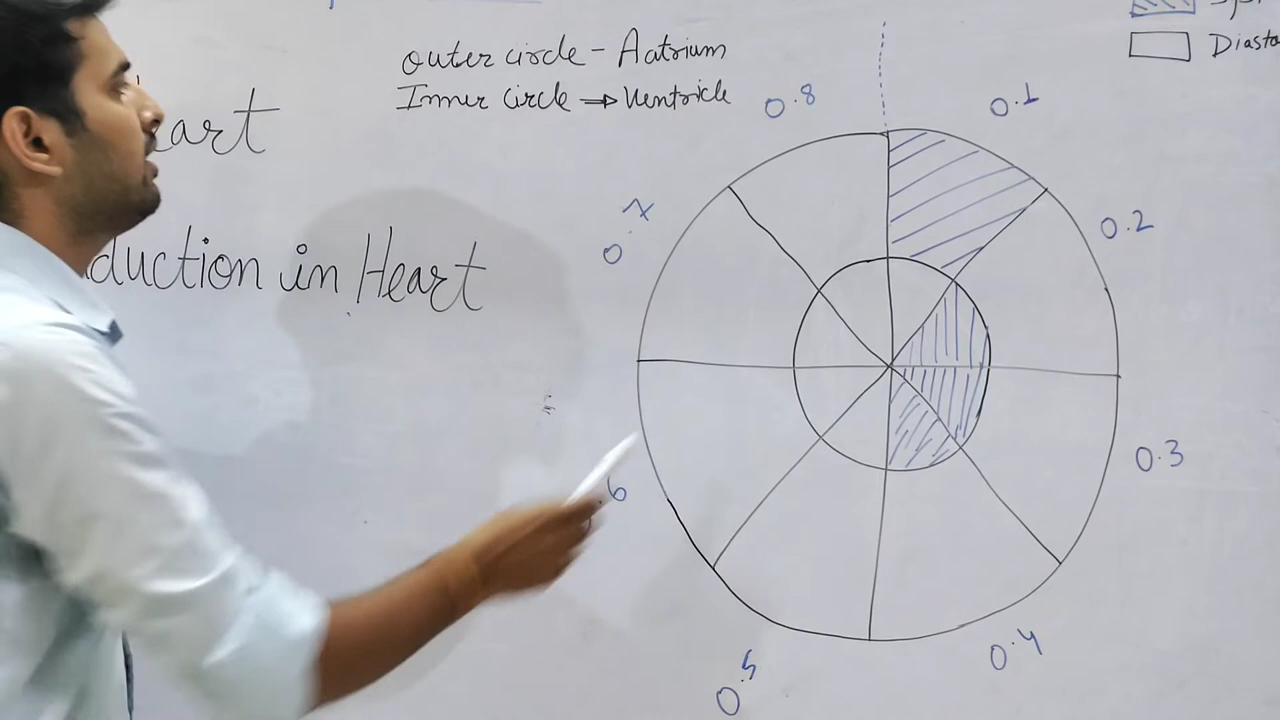 outer circle - Aatrium
Inner circle → Ventricle
Diasto
eart
duction in Heart
0.8
0.1
0.7
0.2
.6
0.3
0.5
0.4